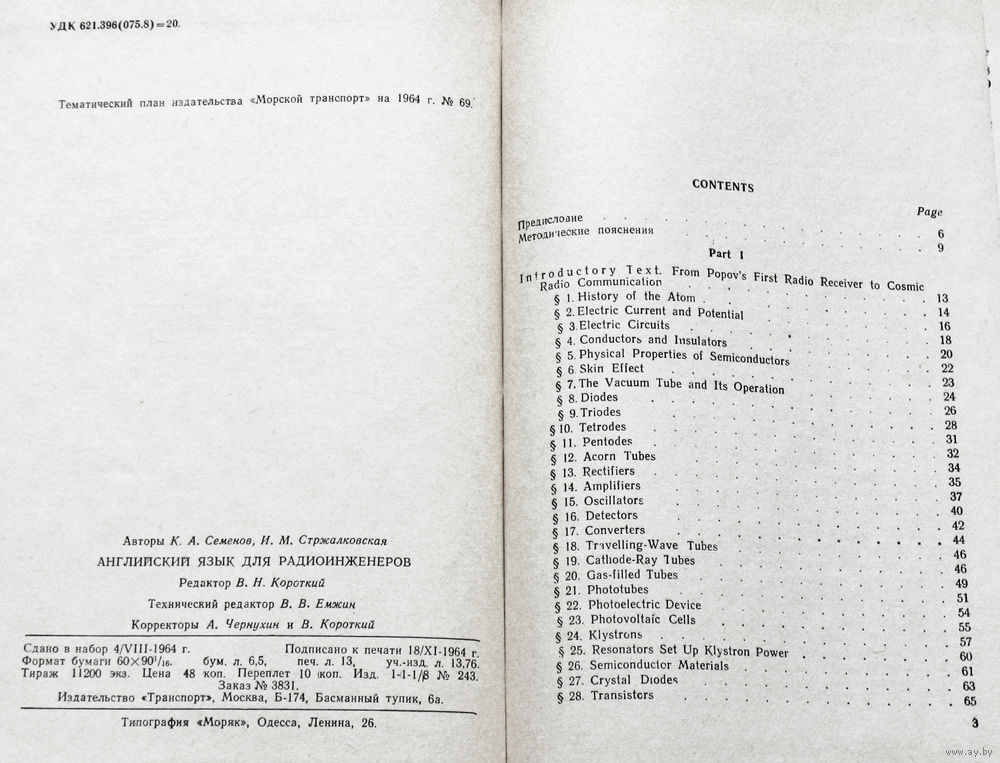 УДК 621.396(075.8)=20.
Тематический план издательства «Морской транспорт» на 1964 г. № 69.
Авторы К. А. Семенов, И. М. Стржалковская
АНГЛИЙСКИЙ ЯЗЫК ДЛЯ РАДИОИНЖЕНЕРОВ
Редактор В. Н. Короткий
Технический редактор В. В. Емжин
Корректоры А. Чернухин и В. Короткий
Сдано в набор 4/VIII-1964 г. Подписано к печати 18/XI-1964 г.
Формат бумаги 60×90¹/₁₆. бум. л. 6,5, печ. л. 13, уч.-изд. л. 13,76.
Тираж 11200 экз. Цена 48 коп. Переплет 10 коп. Изд. 1-1-1/8 № 243.
Заказ № 3831.
Издательство «Транспорт», Москва, Б-174, Басманный тупик, 6а.
Типография «Моряк», Одесса, Ленина, 26.
CONTENTS
Page
Предисловие . . . . . . . . . . 6
Методические пояснения . . . . . . . . 9
Part I
Introductory Text. From Popov's First Radio Receiver to Cosmic
Radio Communication . . . . . . . . 13
§ 1. History of the Atom . . . . . . . . 14
§ 2. Electric Current and Potential . . . . . . 16
§ 3. Electric Circuits . . . . . . . . 18
§ 4. Conductors and Insulators . . . . . . 20
§ 5. Physical Properties of Semiconductors . . . . 22
§ 6. Skin Effect . . . . . . . . 23
§ 7. The Vacuum Tube and Its Operation . . . . 24
§ 8. Diodes . . . . . . . . 26
§ 9. Triodes . . . . . . . . 28
§ 10. Tetrodes . . . . . . . . 31
§ 11. Pentodes . . . . . . . . 32
§ 12. Acorn Tubes . . . . . . . . 34
§ 13. Rectifiers . . . . . . . . 35
§ 14. Amplifiers . . . . . . . . 37
§ 15. Oscillators . . . . . . . . 40
§ 16. Detectors . . . . . . . . 42
§ 17. Converters . . . . . . . . 44
§ 18. Travelling-Wave Tubes . . . . . . 46
§ 19. Cathode-Ray Tubes . . . . . . 46
§ 20. Gas-filled Tubes . . . . . . . 49
§ 21. Phototubes . . . . . . . . 51
§ 22. Photoelectric Device . . . . . . 54
§ 23. Photovoltaic Cells . . . . . . 55
§ 24. Klystrons . . . . . . . . 57
§ 25. Resonators Set Up Klystron Power . . . . 60
§ 26. Semiconductor Materials . . . . . . 61
§ 27. Crystal Diodes . . . . . . . 63
§ 28. Transistors . . . . . . . . 65
3
www.ay.by